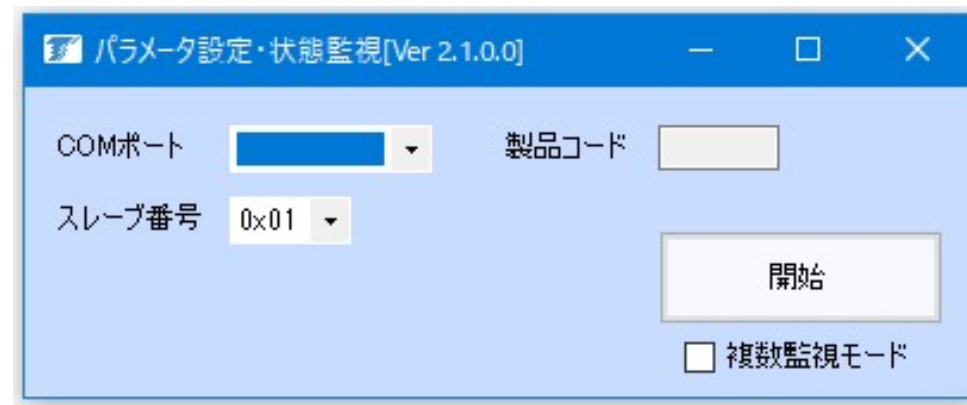 パラメータ設定・状態監視[Ver 2.1.0.0]
COMポート 製品コード
スレーブ番号 0x01
開始
複数監視モード